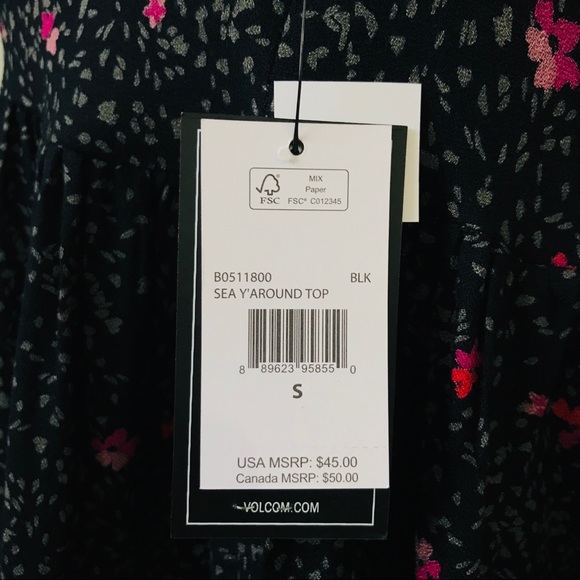 MIX
Paper
FSC
FSC® C012345
B0511800 BLK
SEA Y'AROUND TOP
8 89623 95855 0
S
USA MSRP: $45.00
Canada MSRP: $50.00
VOLCOM.COM